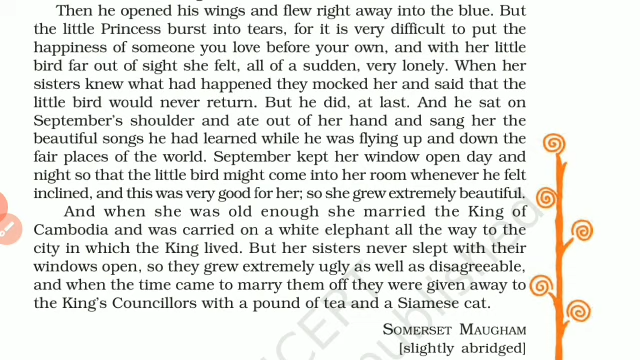 Then he opened his wings and flew right away into the blue. But
the little Princess burst into tears, for it is very difficult to put the
happiness of someone you love before your own, and with her little
bird far out of sight she felt, all of a sudden, very lonely. When her
sisters knew what had happened they mocked her and said that the
little bird would never return. But he did, at last. And he sat on
September's shoulder and ate out of her hand and sang her the
beautiful songs he had learned while he was flying up and down the
fair places of the world. September kept her window open day and
night so that the little bird might come into her room whenever he felt
inclined, and this was very good for her; so she grew extremely beautiful.
And when she was old enough she married the King of
Cambodia and was carried on a white elephant all the way to the
city in which the King lived. But her sisters never slept with their
windows open, so they grew extremely ugly as well as disagreeable,
and when the time came to marry them off they were given away to
the King's Councillors with a pound of tea and a Siamese cat.
SOMERSET MAUGHAM
[slightly abridged]